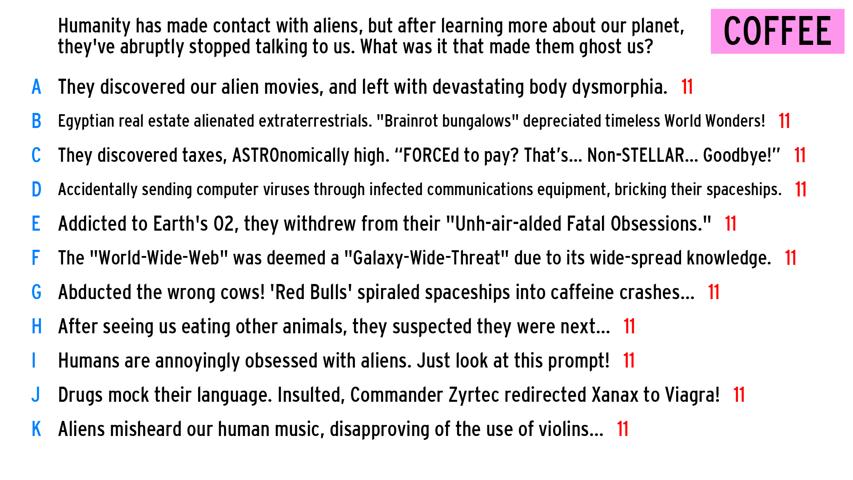 Humanity has made contact with aliens, but after learning more about our planet,
they've abruptly stopped talking to us. What was it that made them ghost us?
COFFEE
A They discovered our alien movies, and left with devastating body dysmorphia. 11
B Egyptian real estate alienated extraterrestrials. "Brainrot bungalows" depreciated timeless World Wonders! 11
C They discovered taxes, ASTROnomically high. “FORCEd to pay? That’s... Non-STELLAR... Goodbye!” 11
D Accidentally sending computer viruses through infected communications equipment, bricking their spaceships. 11
E Addicted to Earth's O2, they withdrew from their "Unh-air-alded Fatal Obsessions." 11
F The "World-Wide-Web" was deemed a "Galaxy-Wide-Threat" due to its wide-spread knowledge. 11
G Abducted the wrong cows! 'Red Bulls' spiraled spaceships into caffeine crashes... 11
H After seeing us eating other animals, they suspected they were next... 11
I Humans are annoyingly obsessed with aliens. Just look at this prompt! 11
J Drugs mock their language. Insulted, Commander Zyrtec redirected Xanax to Viagra! 11
K Aliens misheard our human music, disapproving of the use of violins... 11